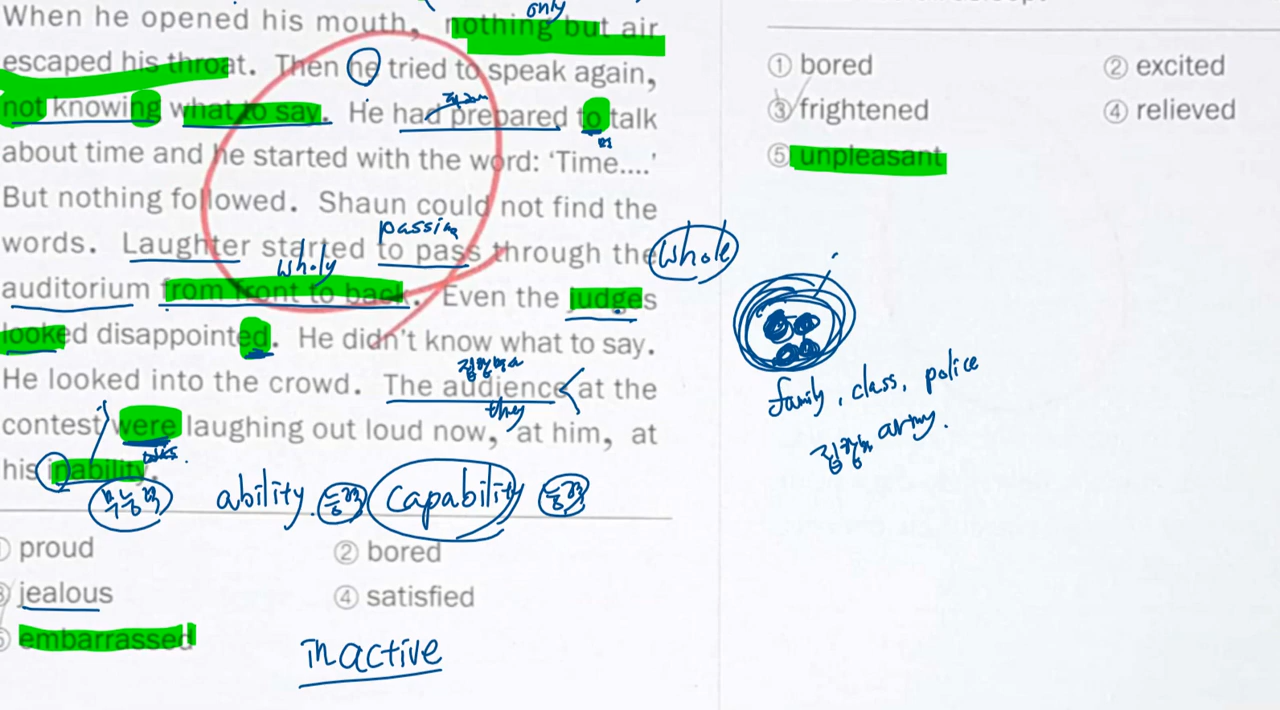 only
When he opened his mouth, nothing but air
escaped his throat. Then he tried to speak again,
not knowing what to say. He had prepared to talk
about time and he started with the word: ‘Time....’
But nothing followed. Shaun could not find the
passing
words. Laughter started to pass through the whole
wholy
auditorium from front to back. Even the judges
looked disappointed. He didn't know what to say.
집합명사
He looked into the crowd. The audience at the
they
contest were laughing out loud now, at him, at
his inability.
무능력 ability 능력 capability 능력
proud ② bored
jealous ④ satisfied
embarrassed
inactive
① bored ② excited
③ frightened ④ relieved
⑤ unpleasant
family, class, police
army.